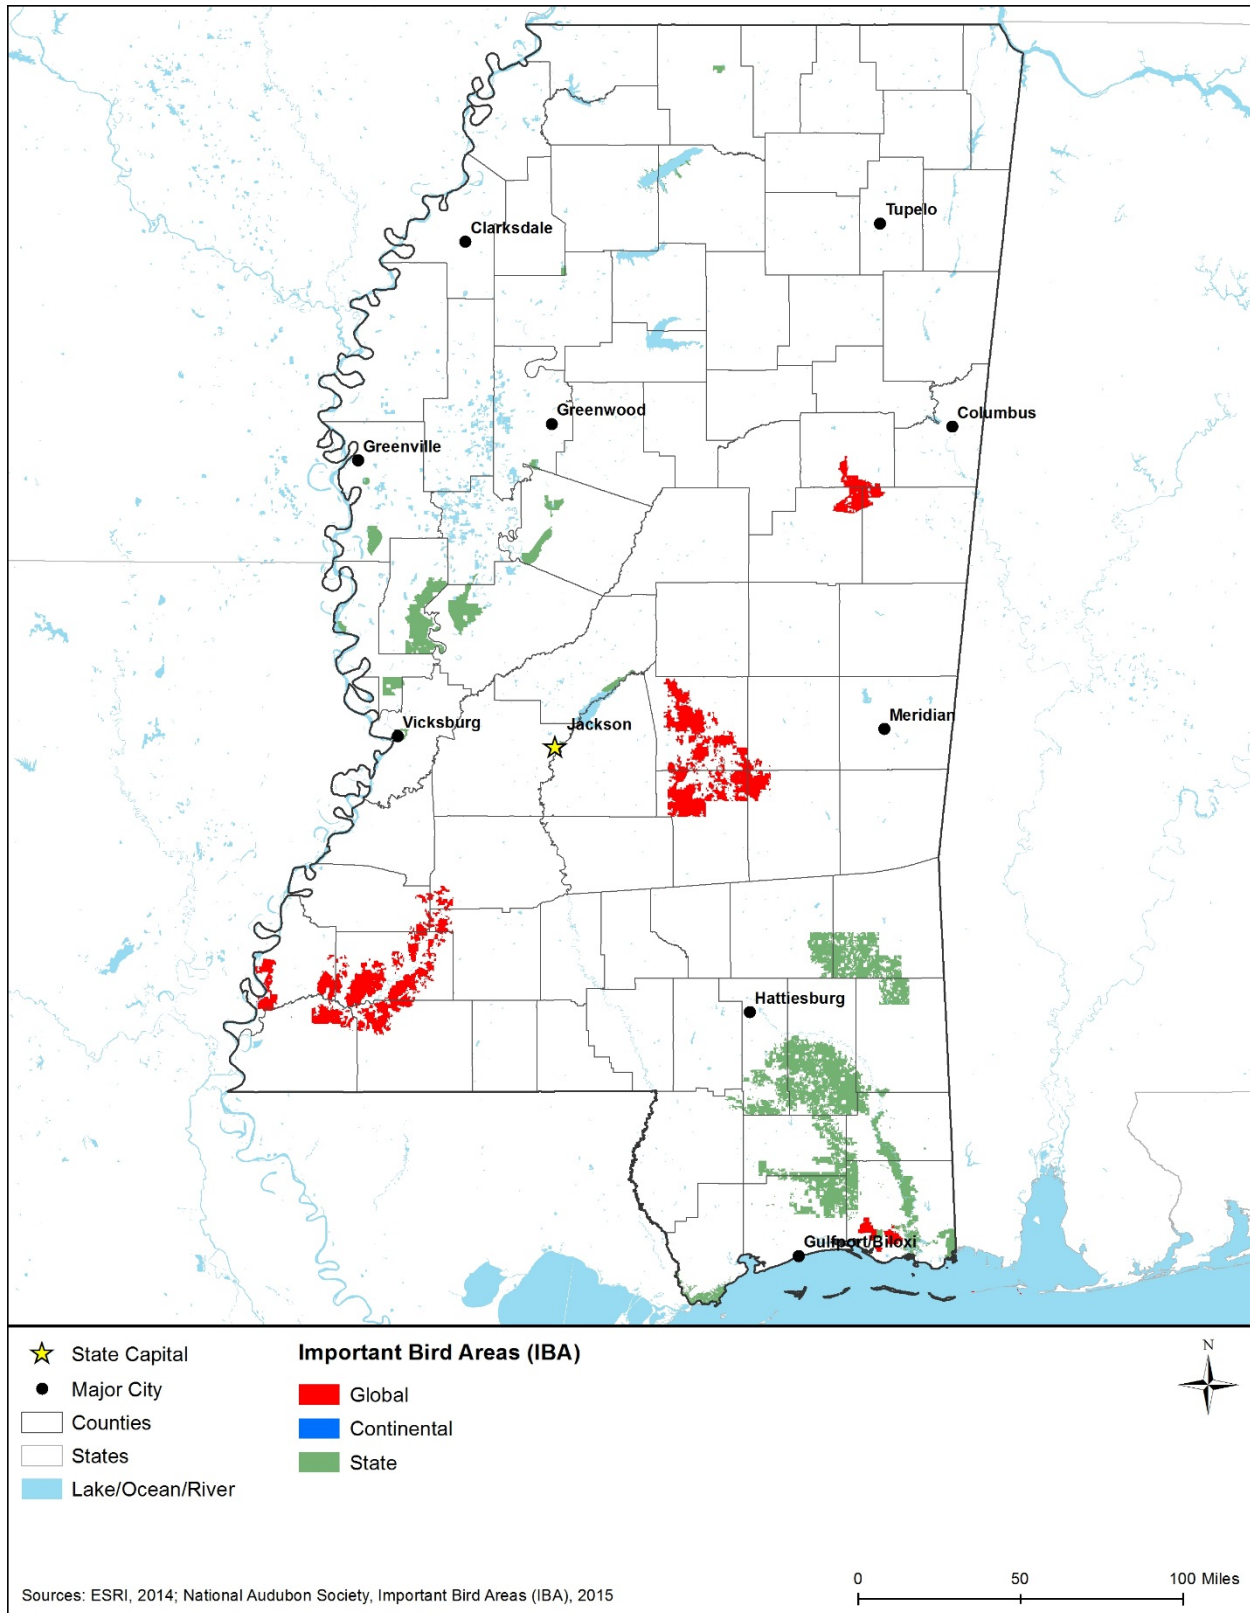 Tupelo
Clarksdale
Greenwood
Columbus
Greenville
Meridian
Vicksburg
Jackson
Hattiesburg
Gulfport/Biloxi
State Capital
Major City
Counties
States
Lake/Ocean/River
Important Bird Areas (IBA)
Global
Continental
State
N
0 50 100 Miles
Sources: ESRI, 2014; National Audubon Society, Important Bird Areas (IBA), 2015